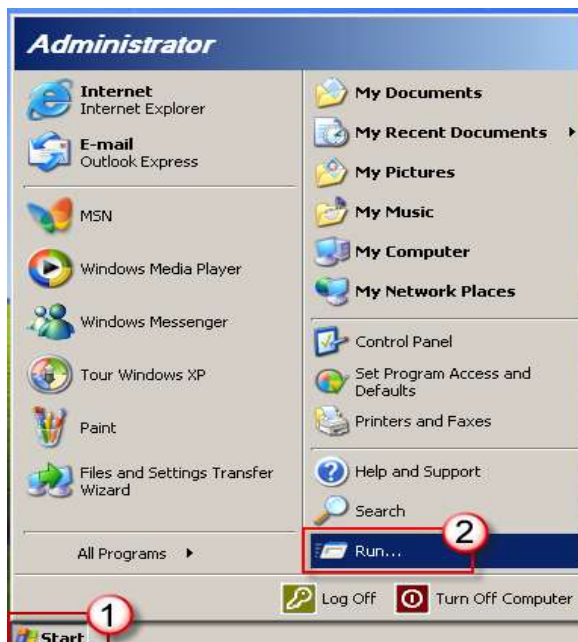 Administrator
Internet
Internet Explorer
E-mail
Outlook Express
MSN
Windows Media Player
Windows Messenger
Tour Windows XP
Paint
Files and Settings Transfer
Wizard
All Programs
My Documents
My Recent Documents
My Pictures
My Music
My Computer
My Network Places
Control Panel
Set Program Access and
Defaults
Printers and Faxes
Help and Support
Search
2
Run...
Log Off
Turn Off Computer
1
Start